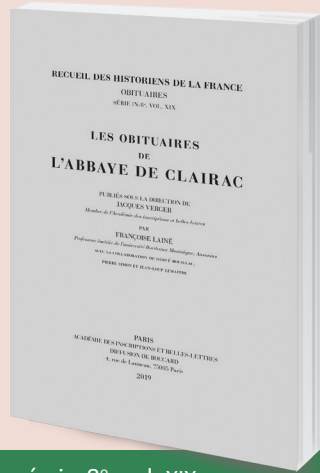 RECUEIL DES HISTORIENS DE LA FRANCE
OBITUAIRES
SÉRIE IN-8º, VOL. XIX
LES OBITUAIRES
DE
L'ABBAYE DE CLAIRAC
PUBLIÉS SOUS LA DIRECTION DE
JACQUES VERGER
Membre de l'Académie des inscriptions et belles-lettres
PAR
FRANÇOISE LAINÉ
Professeur émérite de l'université Bordeaux Montaigne, Ausonius
AVEC LA COLLABORATION DE
PIERRE SIMON ET JEAN-LOUP LEMAITRE
PARIS
ACADÉMIE DES INSCRIPTIONS ET BELLES-LETTRES
DIFFUSION DE BOCCARD
4, rue de Lanneau, 75005 Paris
2019